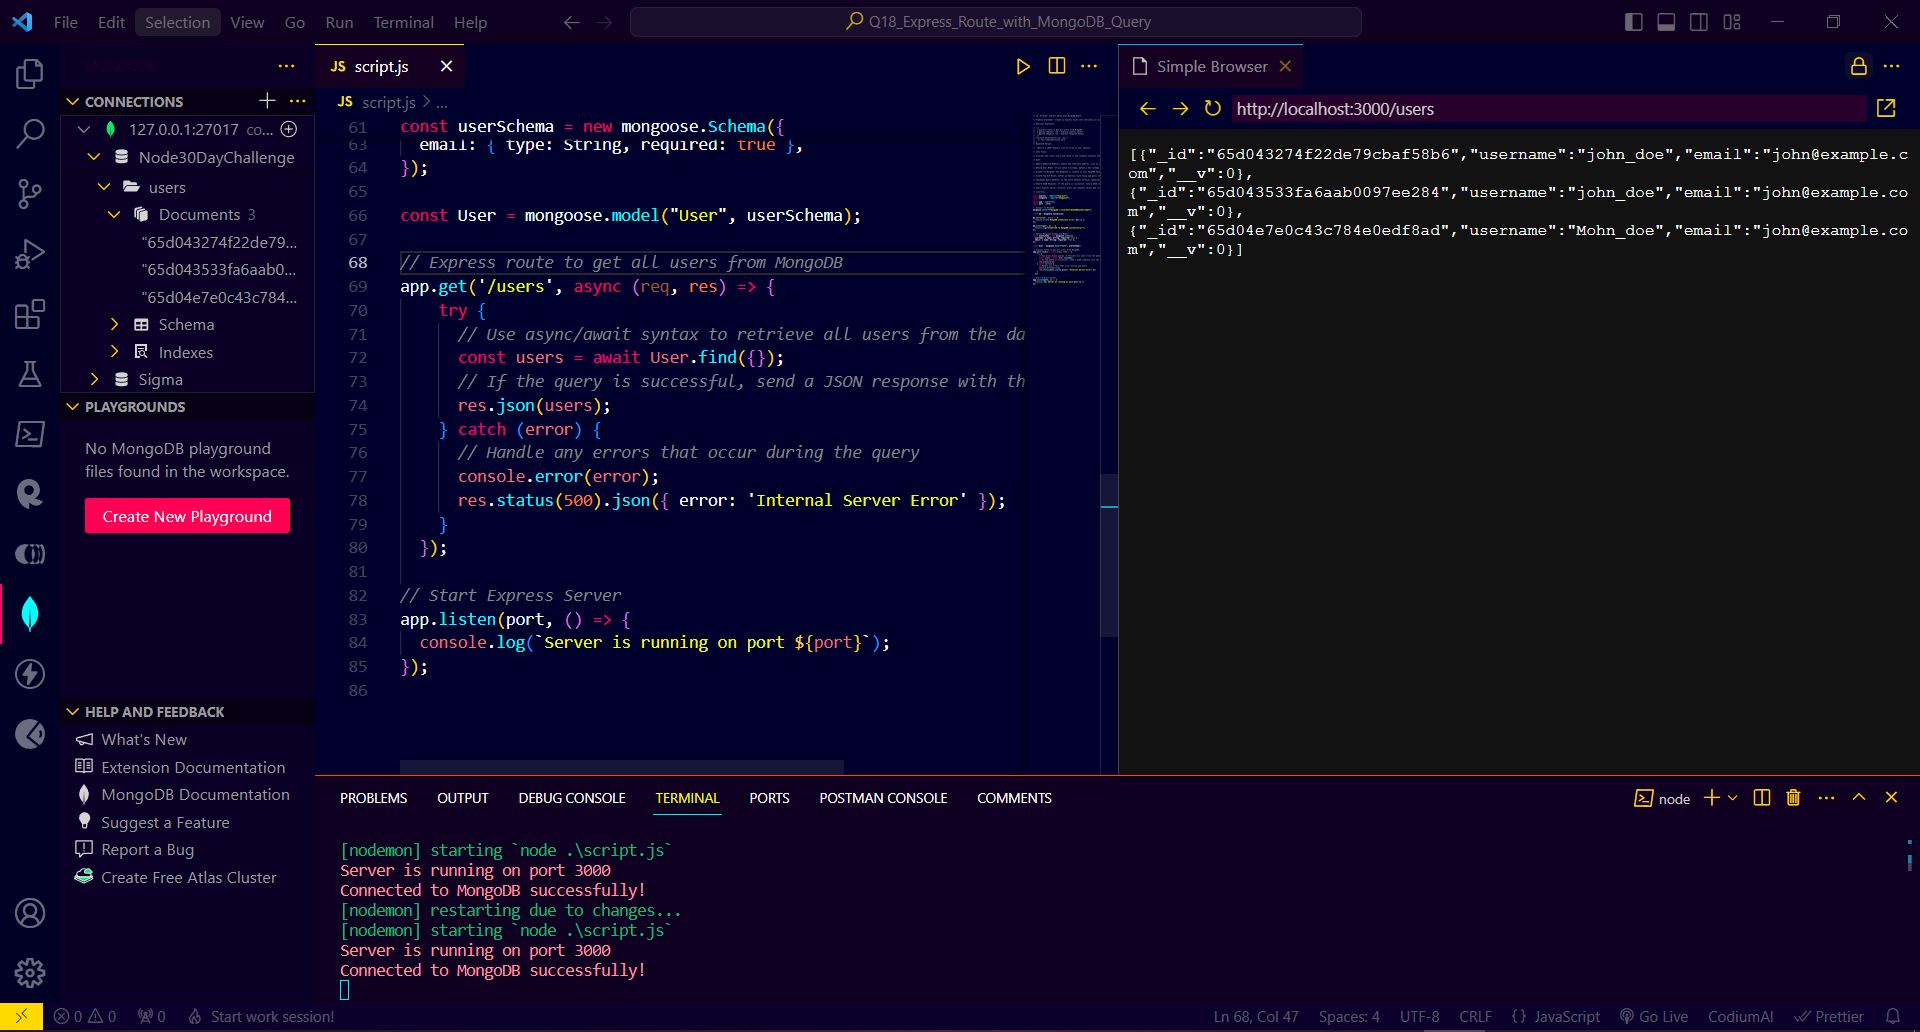 File Edit Selection View Go Run Terminal Help
Q18_Express_Route_with_MongoDB_Query
MONGODB
CONNECTIONS
127.0.0.1:27017 co...
Node30DayChallenge
users
Documents 3
"65d043274f22de79...
"65d043533fa6aab0...
"65d04e7e0c43c784...
Schema
Indexes
Sigma
PLAYGROUNDS
No MongoDB playground
files found in the workspace.
Create New Playground
HELP AND FEEDBACK
What's New
Extension Documentation
MongoDB Documentation
Suggest a Feature
Report a Bug
Create Free Atlas Cluster
JS script.js
JS script.js > ...
61 const userSchema = new mongoose.Schema({
63 email: { type: String, required: true },
64 });
65
66 const User = mongoose.model("User", userSchema);
67
68 // Express route to get all users from MongoDB
69 app.get('/users', async (req, res) => {
70 try {
71 // Use async/await syntax to retrieve all users from the da
72 const users = await User.find({});
73 // If the query is successful, send a JSON response with th
74 res.json(users);
75 } catch (error) {
76 // Handle any errors that occur during the query
77 console.error(error);
78 res.status(500).json({ error: 'Internal Server Error' });
79 }
80 });
81
82 // Start Express Server
83 app.listen(port, () => {
84 console.log(`Server is running on port ${port}`);
85 });
86
Simple Browser
http://localhost:3000/users
[{"_id":"65d043274f22de79cbaf58b6","username":"john_doe","email":"john@example.c
om","__v":0},
{"_id":"65d043533fa6aab0097ee284","username":"john_doe","email":"john@example.co
m","__v":0},
{"_id":"65d04e7e0c43c784e0edf8ad","username":"Mohn_doe","email":"john@example.co
m","__v":0}]
PROBLEMS OUTPUT DEBUG CONSOLE TERMINAL PORTS POSTMAN CONSOLE COMMENTS
node
[nodemon] starting `node .\script.js`
Server is running on port 3000
Connected to MongoDB successfully!
[nodemon] restarting due to changes...
[nodemon] starting `node .\script.js`
Server is running on port 3000
Connected to MongoDB successfully!
0 0 0 Start work session! Ln 68, Col 47 Spaces: 4 UTF-8 CRLF {} JavaScript Go Live CodiumAI Prettier